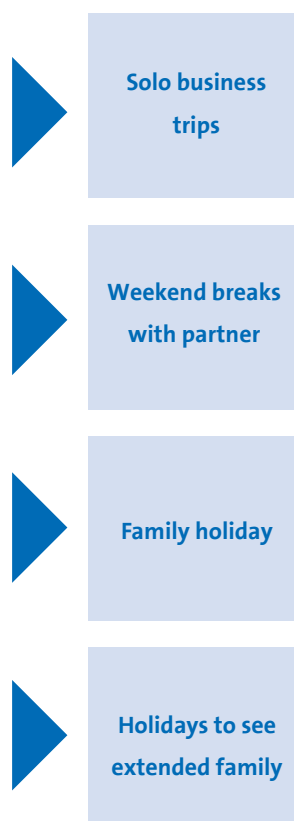 Solo business
trips
Weekend breaks
with partner
Family holiday
Holidays to see
extended family